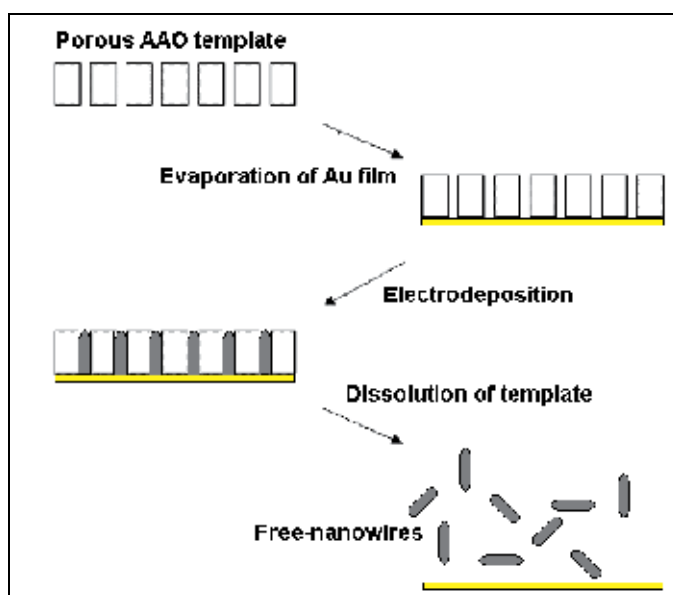 Porous AAO template
Evaporation of Au film
Electrodeposition
Dissolution of template
Free-nanowires